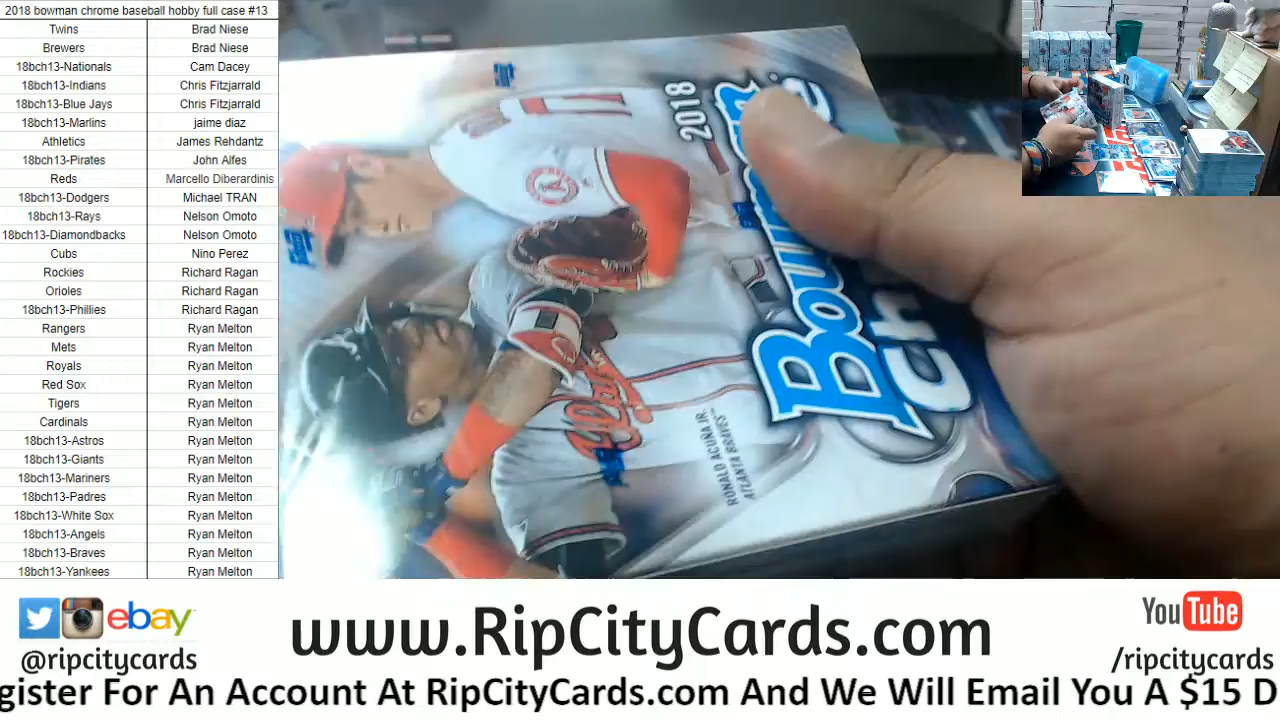 2018 bowman chrome baseball hobby full case #13
Twins Brad Niese
Brewers Brad Niese
18bch13-Nationals Cam Dacey
18bch13-Indians Chris Fitzjarrald
18bch13-Blue Jays Chris Fitzjarrald
18bch13-Marlins jaime diaz
Athletics James Rehdantz
18bch13-Pirates John Alfes
Reds Marcello Diberardinis
18bch13-Dodgers Michael TRAN
18bch13-Rays Nelson Omoto
18bch13-Diamondbacks Nelson Omoto
Cubs Nino Perez
Rockies Richard Ragan
Orioles Richard Ragan
18bch13-Phillies Richard Ragan
Rangers Ryan Melton
Mets Ryan Melton
Royals Ryan Melton
Red Sox Ryan Melton
Tigers Ryan Melton
Cardinals Ryan Melton
18bch13-Astros Ryan Melton
18bch13-Giants Ryan Melton
18bch13-Mariners Ryan Melton
18bch13-Padres Ryan Melton
18bch13-White Sox Ryan Melton
18bch13-Angels Ryan Melton
18bch13-Braves Ryan Melton
18bch13-Yankees Ryan Melton
2018
Bow
Ch
RONALD ACUÑA JR.
ATLANTA BRAVES
ebay
@ripcitycards
www.RipCityCards.com
YouTube
/ripcitycards
gister For An Account At RipCityCards.com And We Will Email You A $15 D